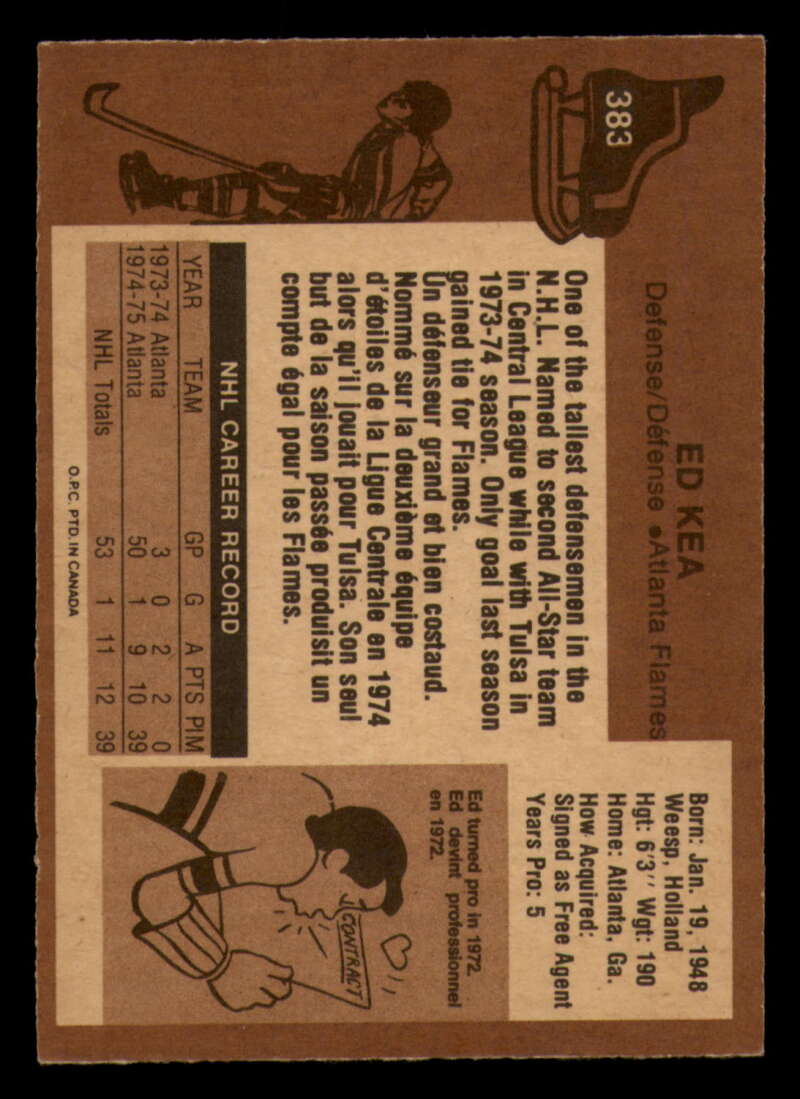 383
ED KEA
Defense/Défense • Atlanta Flames
Born: Jan. 19, 1948
Weesp, Holland
Hgt: 6'3'' Wgt: 190
Home: Atlanta, Ga.
How Acquired:
Signed as Free Agent
Years Pro: 5
One of the tallest defensemen in the
N.H.L. Named to second All-Star team
in Central League while with Tulsa in
1973-74 season. Only goal last season
gained tie for Flames.
Un défenseur grand et bien costaud.
Nommé sur la deuxième équipe
d'étoiles de la Ligue Centrale en 1974
alors qu'il jouait pour Tulsa. Son seul
but de la saison passée produisit un
compte égal pour les Flames.
Ed turned pro in 1972.
Ed devint professionnel
en 1972.
CONTRACT
NHL CAREER RECORD
YEAR TEAM GP G A PTS PIM
1973-74 Atlanta 3 0 2 2 0
1974-75 Atlanta 50 1 9 10 39
NHL Totals 53 1 11 12 39
O.P.C. PTD. IN CANADA